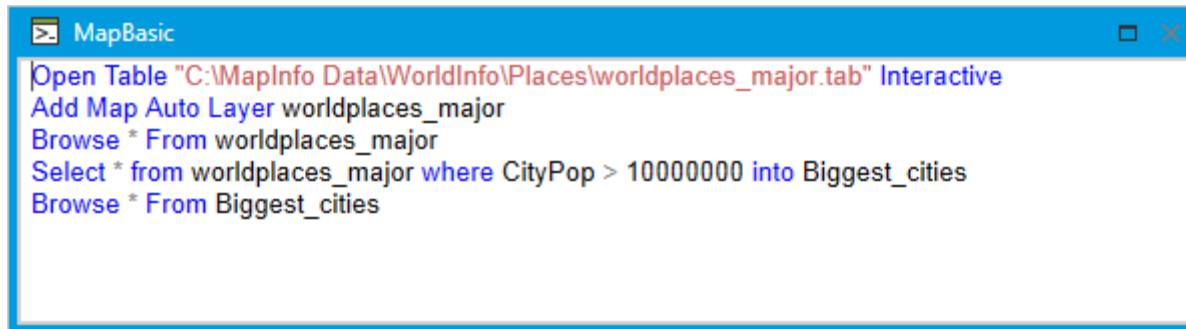 MapBasic
Open Table "C:\MapInfo Data\WorldInfo\Places\worldplaces_major.tab" Interactive
Add Map Auto Layer worldplaces_major
Browse * From worldplaces_major
Select * from worldplaces_major where CityPop > 10000000 into Biggest_cities
Browse * From Biggest_cities